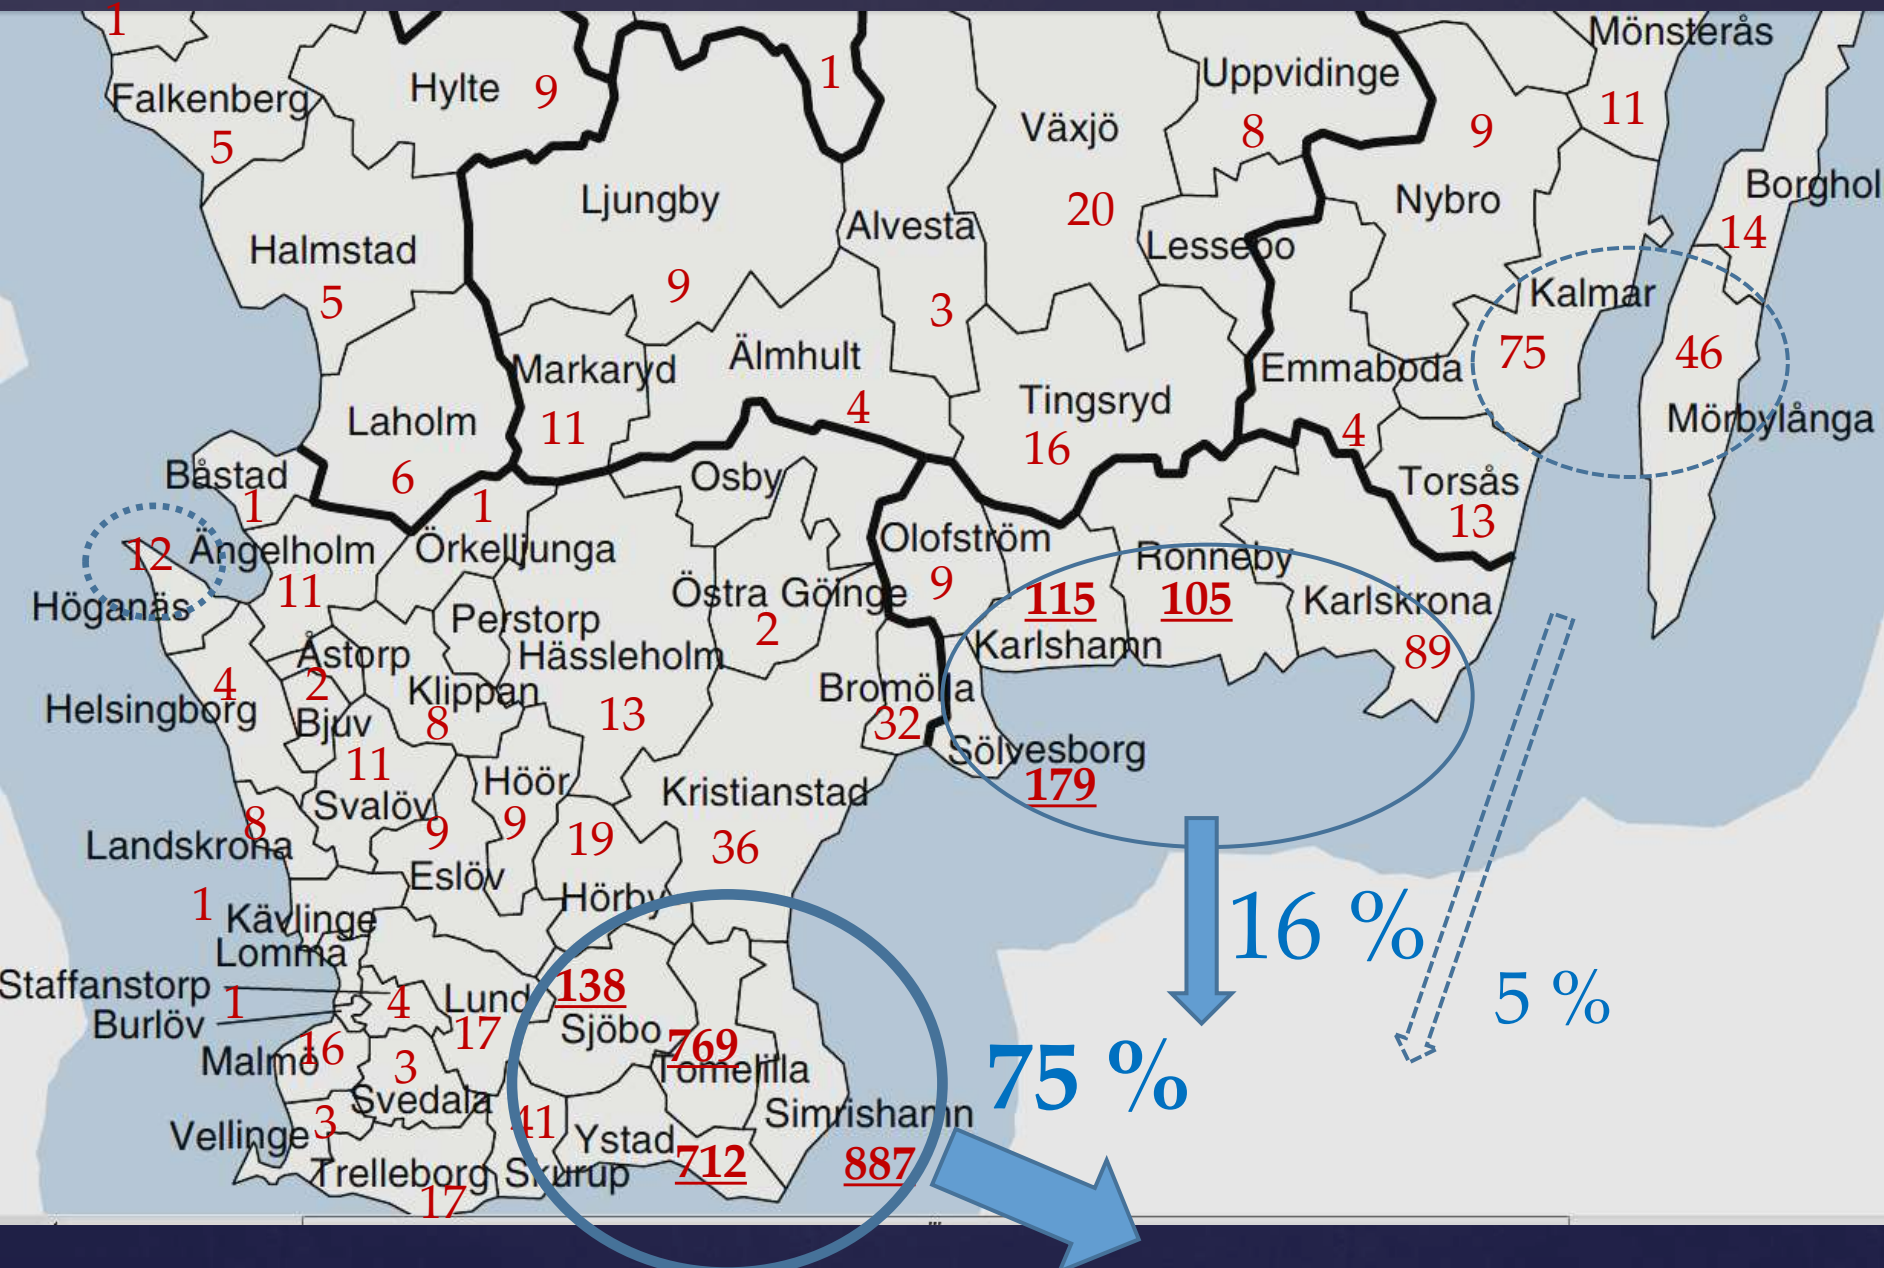 1
Mönsterås
Falkenberg
Hylte
9
1
Uppvidinge
5
Växjö
8
9
11
Ljungby
Alvesta
20
Nybro
Borghol
Halmstad
Lessebo
14
5
9
3
Kalmar
Markaryd
Älmhult
Emmaboda
75
46
Laholm
11
4
Tingsryd
4
Mörbylånga
Båstad
6
Osby
16
Torsås
1
1
13
12
Ängelholm
Örkelljunga
Olofström
Ronneby
Höganäs
11
Perstorp
Östra Göinge
9
115
105
Karlskrona
2
Åstorp
Hässleholm
Karlshamn
89
4
2
Klippan
Bromölla
Helsingborg
Bjuv
8
13
32
11
Höör
Sölvesborg
179
Svalöv
Kristianstad
8
9
9
19
36
Landskrona
Eslöv
Hörby
1
Kävlinge
16 %
Lomma
Staffanstorp
1
4
Lund
138
5 %
Burlöv
17
Sjöbo
769
Malmö
16
3
Tomelilla
75 %
Svedala
Simrishamn
Vellinge
3
41
Ystad
712
887
Trelleborg
Skurup
17